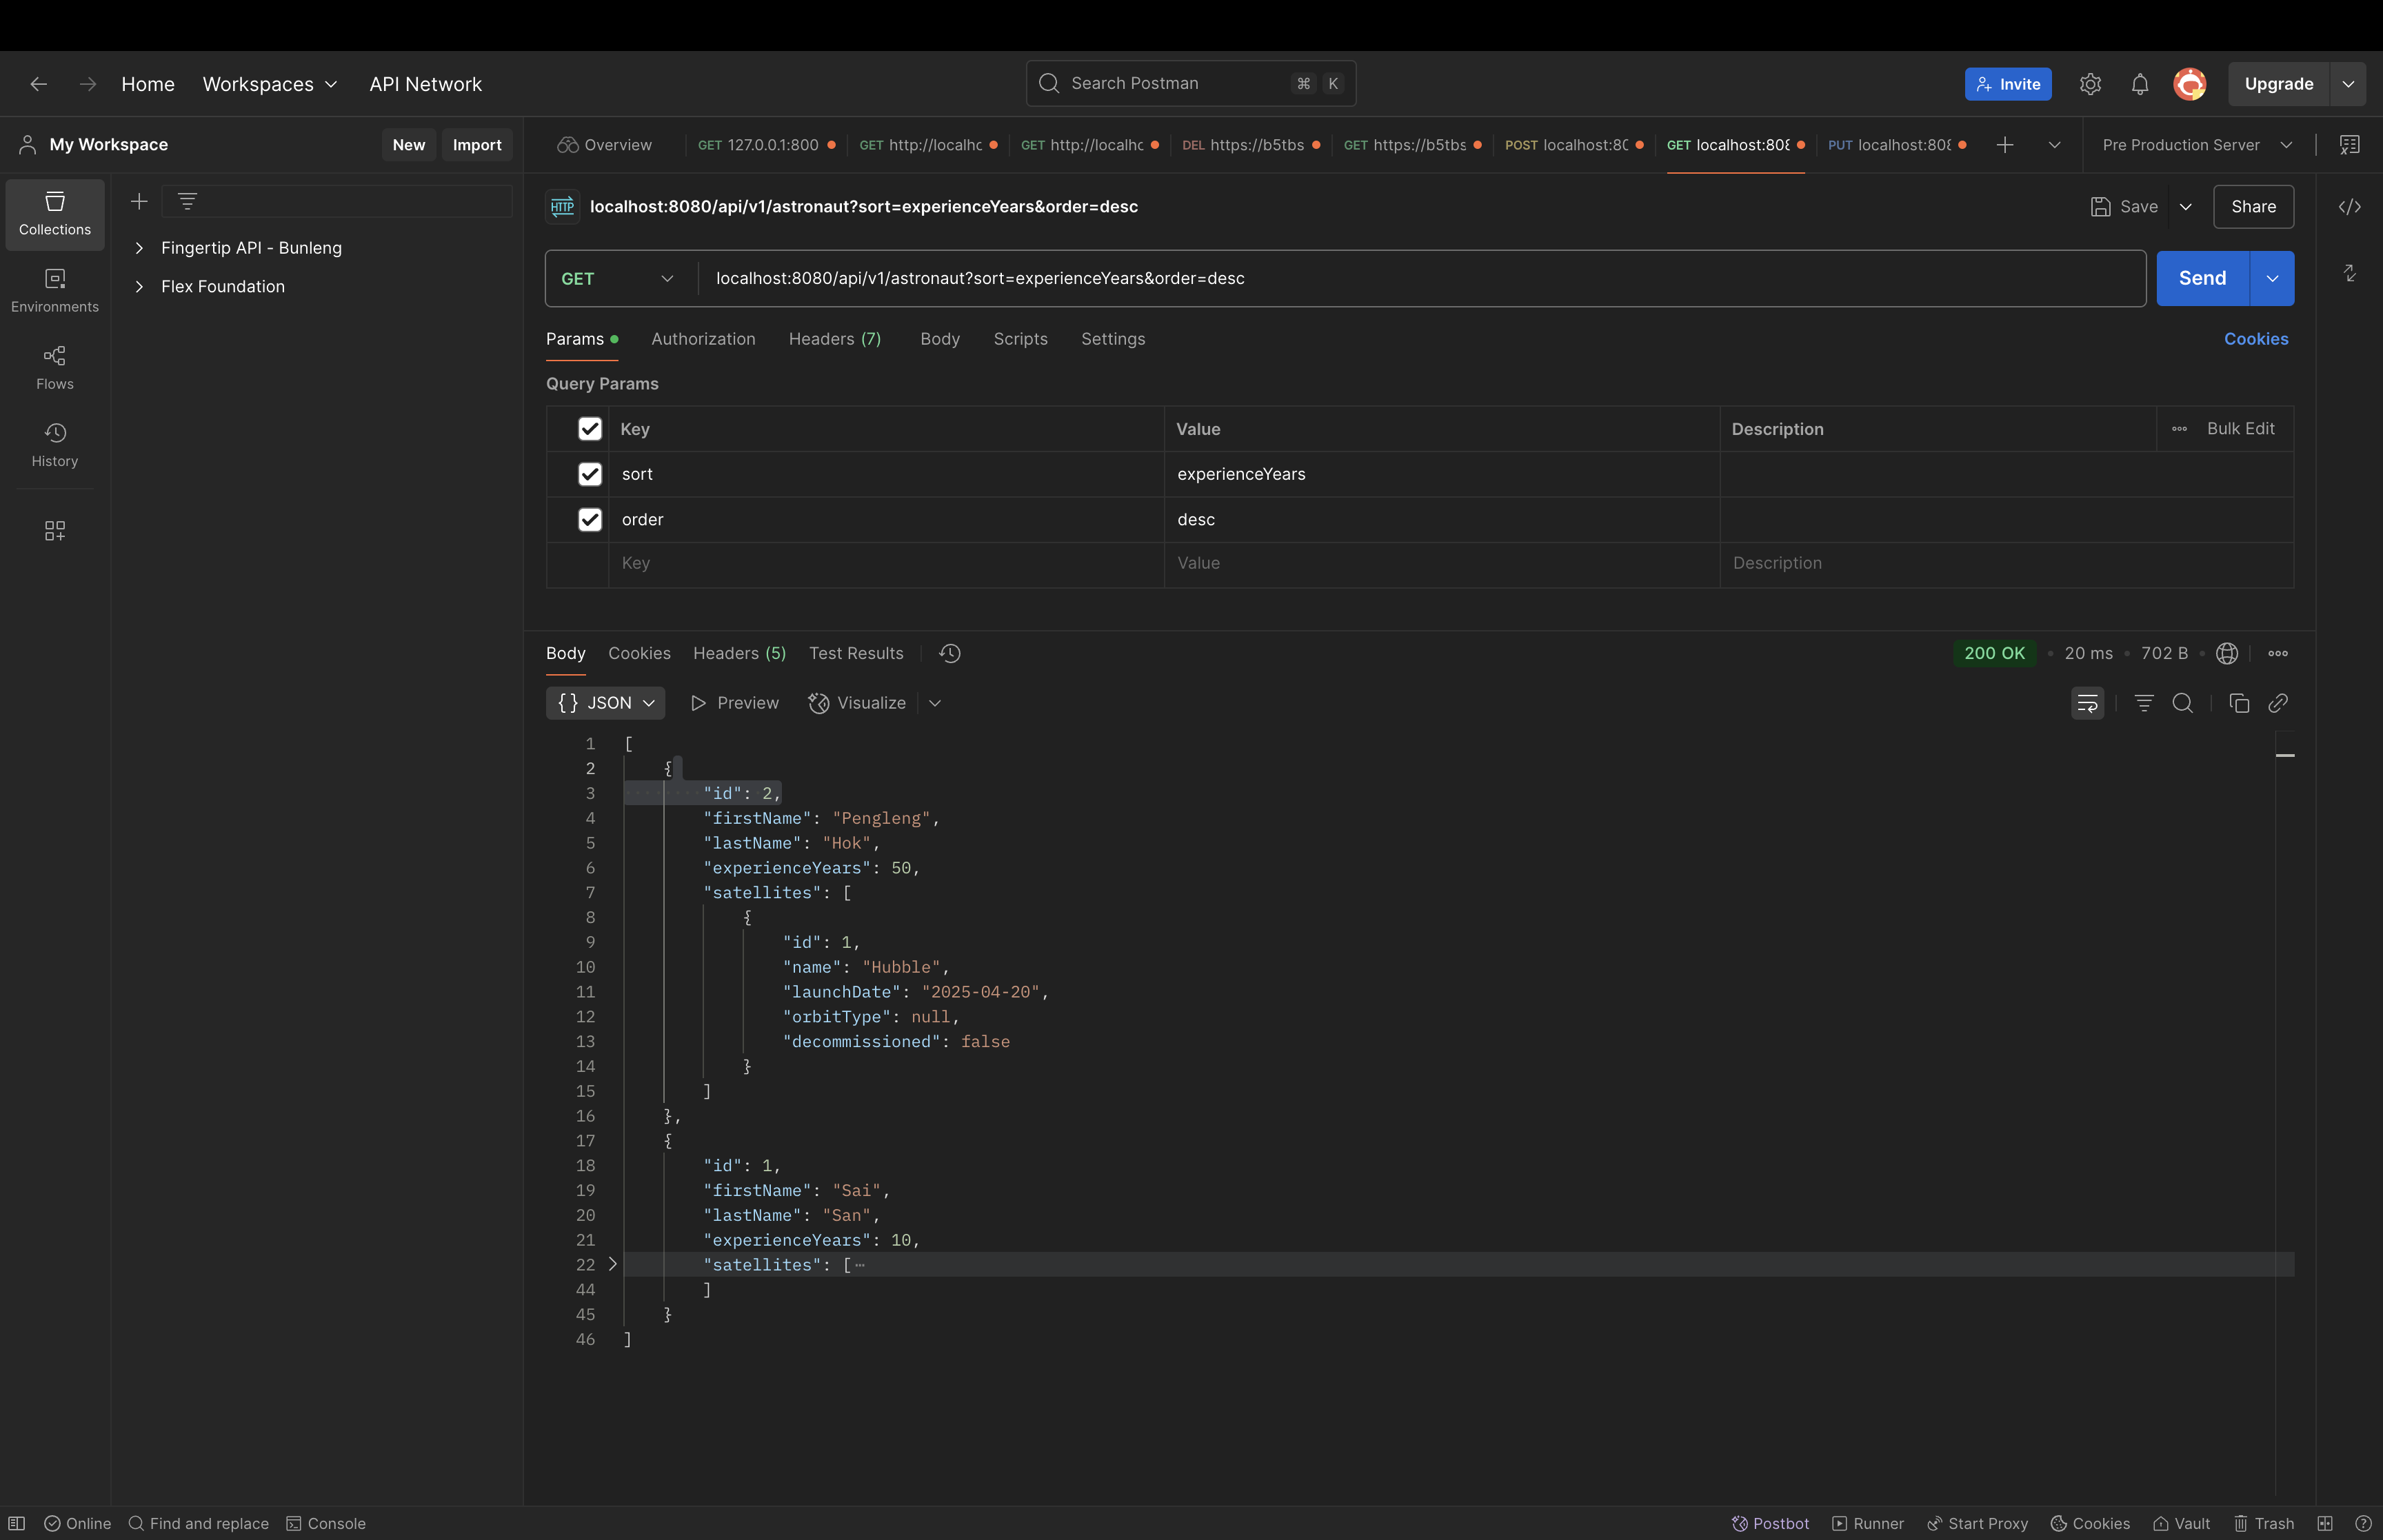 Home Workspaces API Network Search Postman ⌘ K Invite Upgrade
My Workspace New Import Overview GET 127.0.0.1:800 GET http://localhc GET http://localhc DEL https://b5tbs GET https://b5tbs POST localhost:80 GET localhost:808 PUT localhost:808 Pre Production Server
Collections
Environments
Flows
History
Fingertip API - Bunleng
Flex Foundation
HTTP localhost:8080/api/v1/astronaut?sort=experienceYears&order=desc Save Share
GET localhost:8080/api/v1/astronaut?sort=experienceYears&order=desc Send
Params Authorization Headers (7) Body Scripts Settings Cookies
Query Params
Key Value Description Bulk Edit
sort experienceYears
order desc
Key Value Description
Body Cookies Headers (5) Test Results 200 OK 20 ms 702 B
{} JSON Preview Visualize
1 [
2 {
3 "id": 2,
4 "firstName": "Pengleng",
5 "lastName": "Hok",
6 "experienceYears": 50,
7 "satellites": [
8 {
9 "id": 1,
10 "name": "Hubble",
11 "launchDate": "2025-04-20",
12 "orbitType": null,
13 "decommissioned": false
14 }
15 ]
16 },
17 {
18 "id": 1,
19 "firstName": "Sai",
20 "lastName": "San",
21 "experienceYears": 10,
22 "satellites": [⋯
44 ]
45 }
46 ]
Online Find and replace Console Postbot Runner Start Proxy Cookies Vault Trash